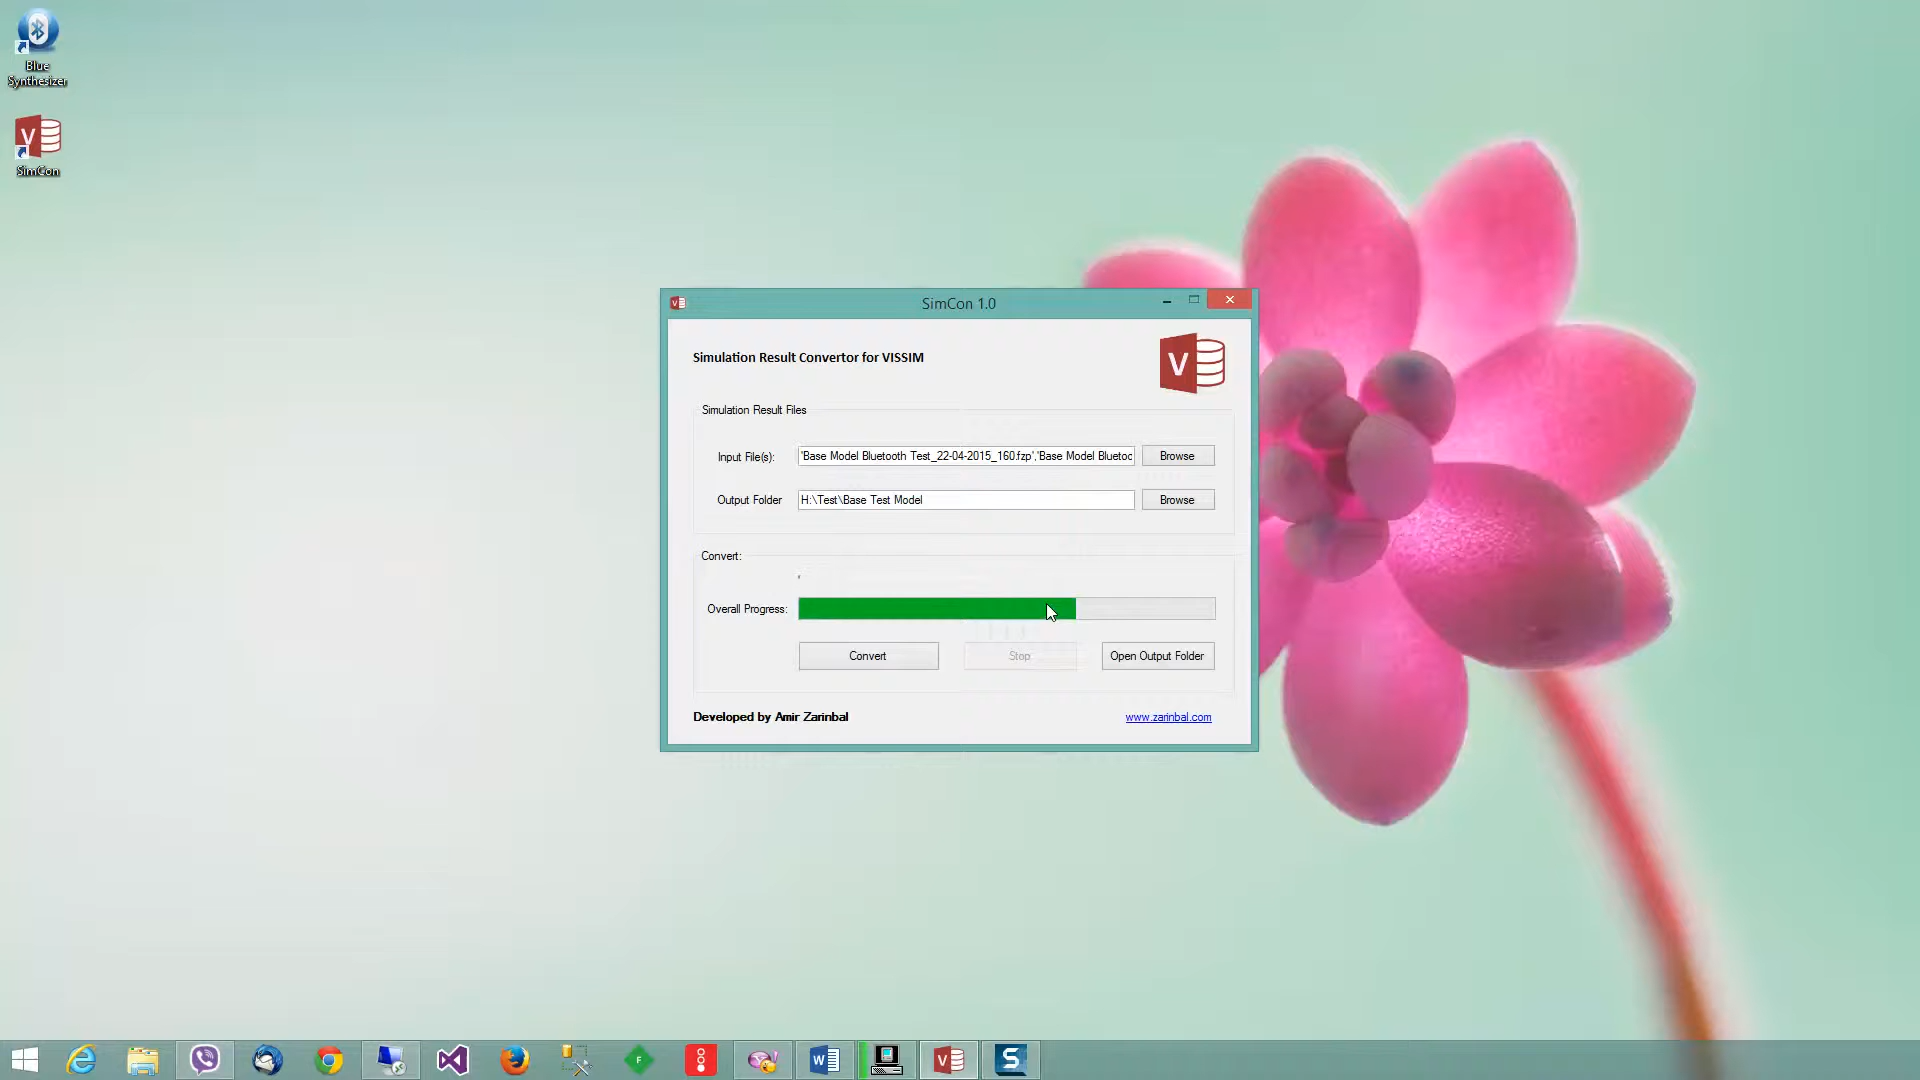 Blue
Synthesizer
V
SimCon
SimCon 1.0
Simulation Result Convertor for VISSIM
V
Simulation Result Files
Input File(s):
'Base Model Bluetooth Test_22-04-2015_160.fzp','Base Model Bluetoc
Browse
Output Folder
H:\Test\Base Test Model
Browse
Convert:
Overall Progress:
Convert
Stop
Open Output Folder
Developed by Amir Zarinbal
www.zarinbal.com